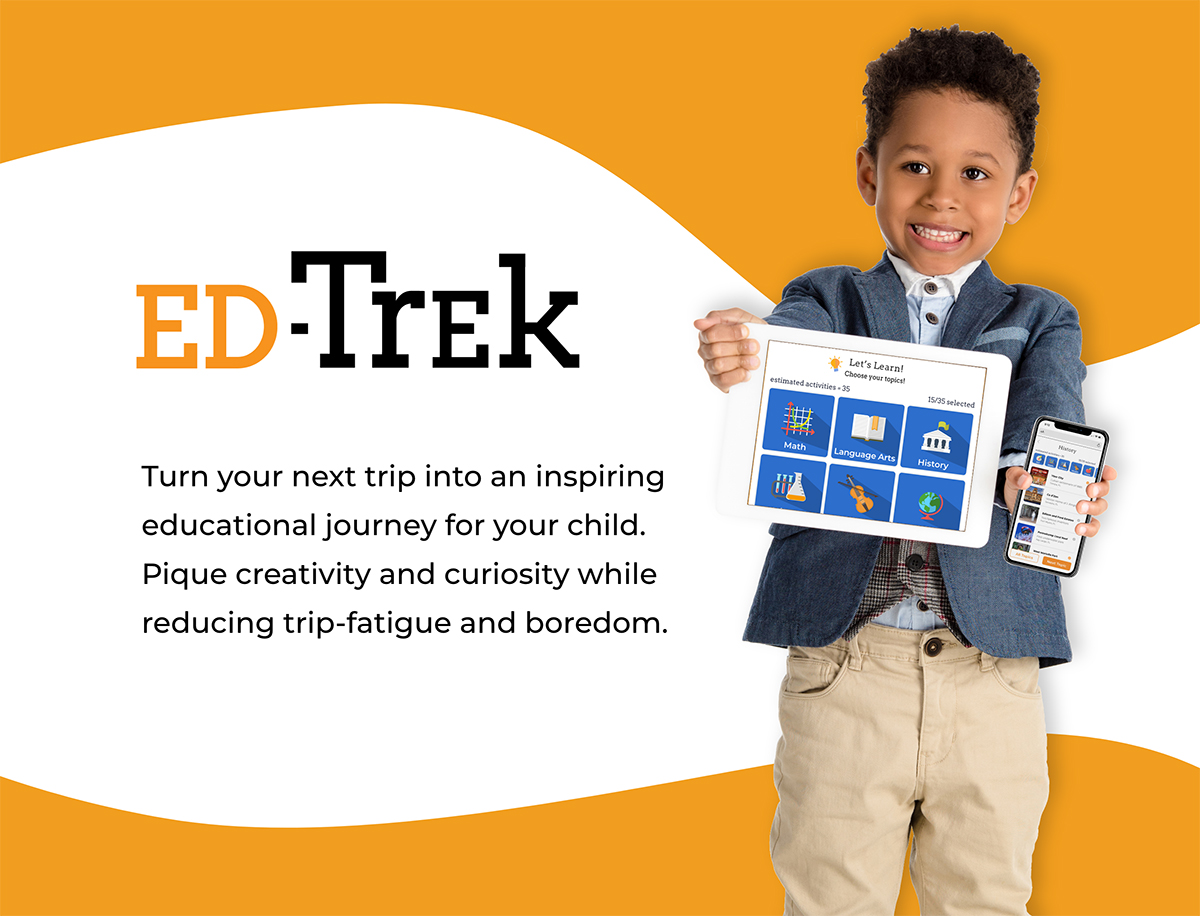 ED-Trek
Turn your next trip into an inspiring
educational journey for your child.
Pique creativity and curiosity while
reducing trip-fatigue and boredom.
Let's Learn!
Choose your topics!
estimated activities = 35
15/35 selected
Math
Language Arts
History
History